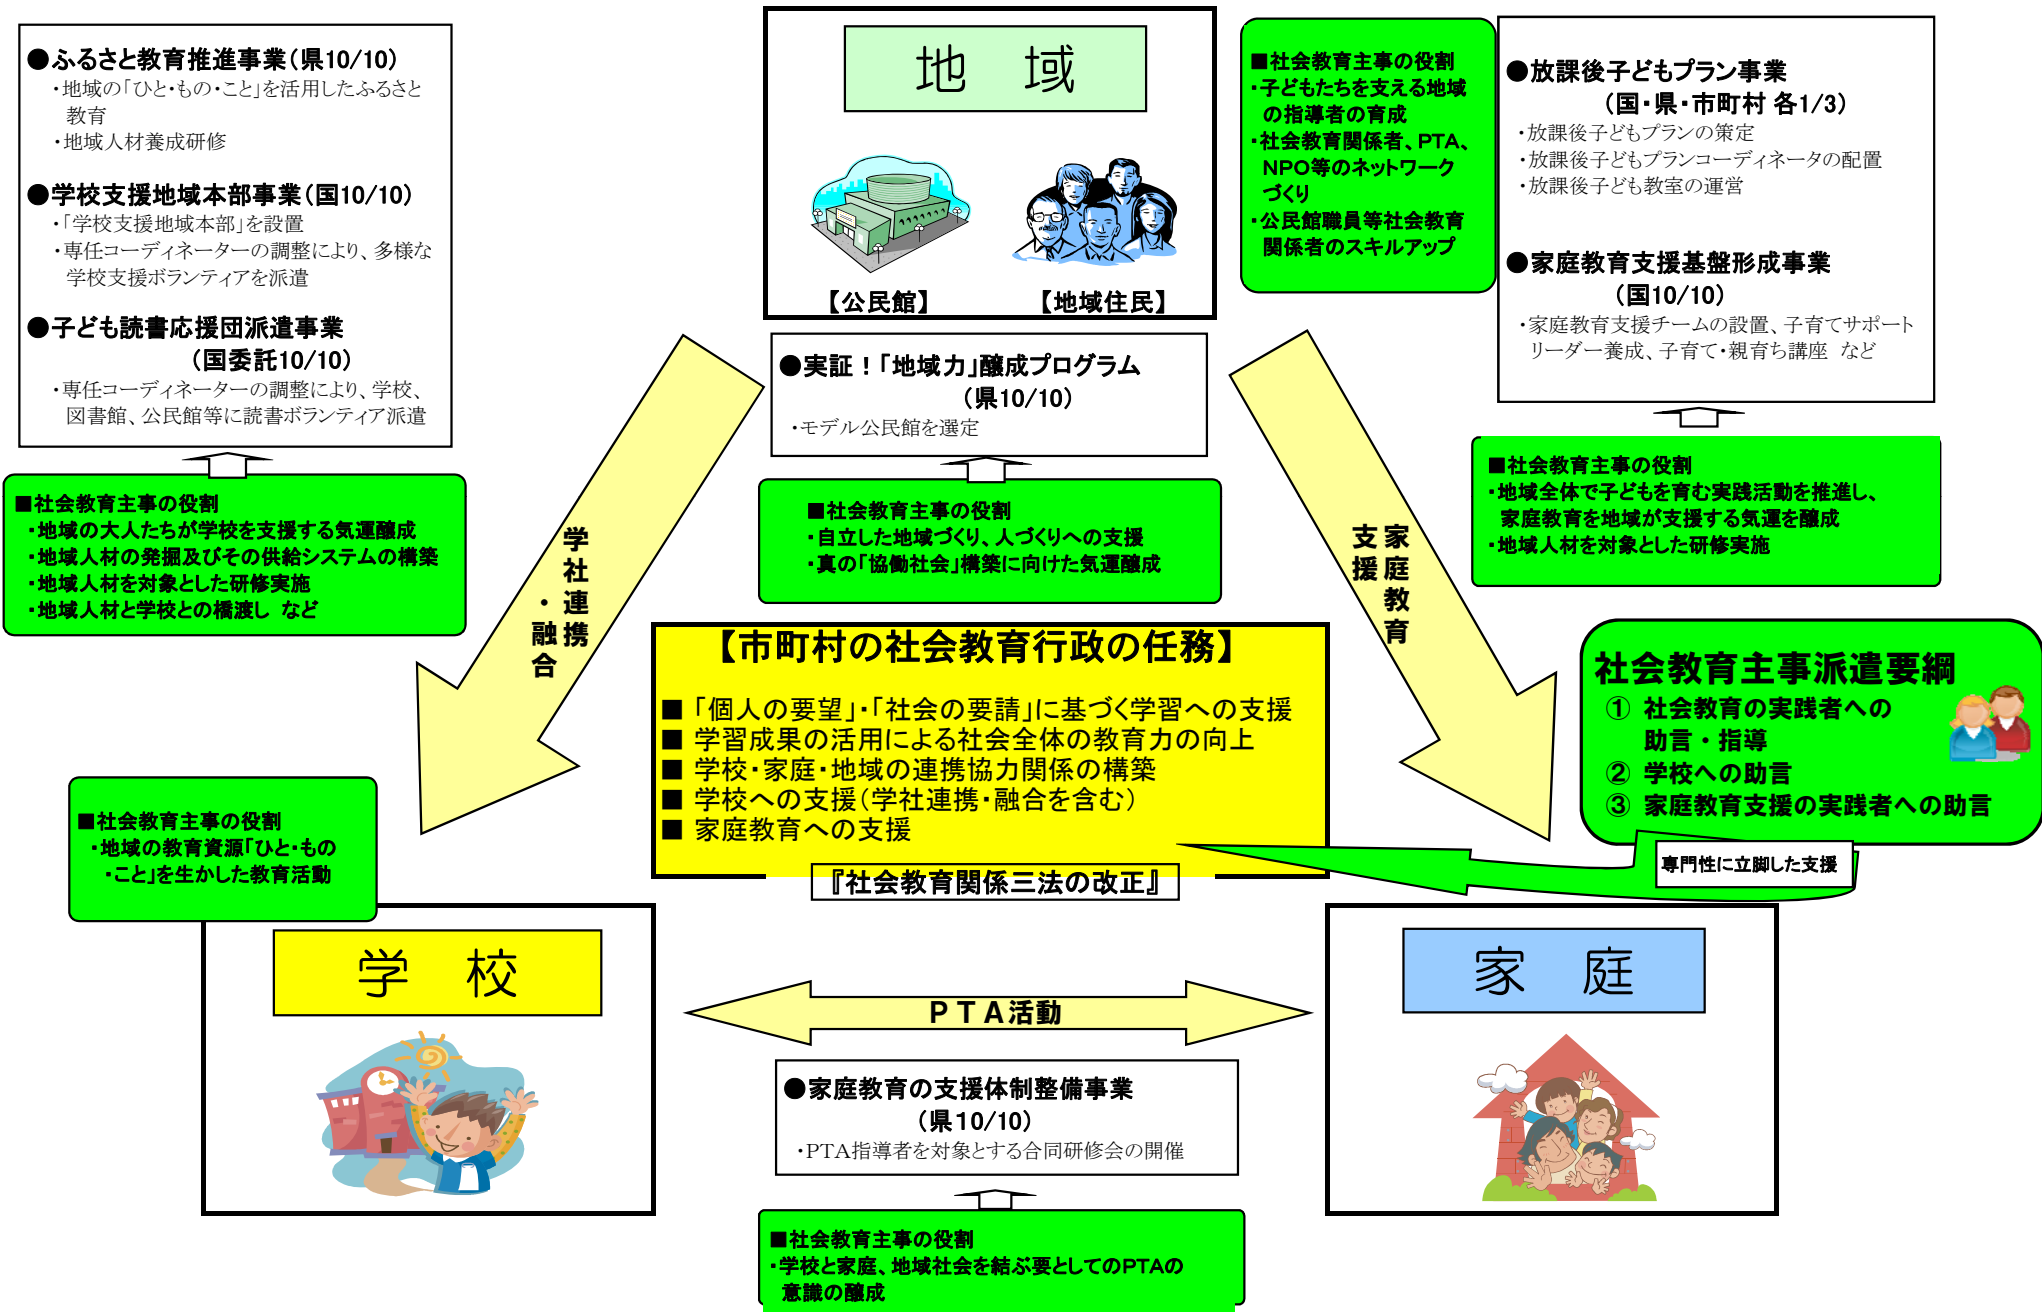 ●ふるさと教育推進事業(県10/10)
・地域の「ひと・もの・こと」を活用したふるさと
教育
・地域人材養成研修
●学校支援地域本部事業(国10/10)
・「学校支援地域本部」を設置
・専任コーディネーターの調整により、多様な
学校支援ボランティアを派遣
●子ども読書応援団派遣事業
(国委託10/10)
・専任コーディネーターの調整により、学校、
図書館、公民館等に読書ボランティア派遣
■社会教育主事の役割
・地域の大人たちが学校を支援する気運醸成
・地域人材の発掘及びその供給システムの構築
・地域人材を対象とした研修実施
・地域人材と学校との橋渡し など
地 域
【公民館】 【地域住民】
●実証!「地域力」醸成プログラム
(県10/10)
・モデル公民館を選定
■社会教育主事の役割
・自立した地域づくり、人づくりへの支援
・真の「協働社会」構築に向けた気運醸成
■社会教育主事の役割
・子どもたちを支える地域
の指導者の育成
・社会教育関係者、PTA、
NPO等のネットワーク
づくり
・公民館職員等社会教育
関係者のスキルアップ
●放課後子どもプラン事業
(国・県・市町村 各1/3)
・放課後子どもプランの策定
・放課後子どもプランコーディネータの配置
・放課後子ども教室の運営
●家庭教育支援基盤形成事業
(国10/10)
・家庭教育支援チームの設置、子育てサポート
リーダー養成、子育て・親育ち講座 など
■社会教育主事の役割
・地域全体で子どもを育む実践活動を推進し、
家庭教育を地域が支援する気運を醸成
・地域人材を対象とした研修実施
学社連携
・融合
家庭教育
支援
【市町村の社会教育行政の任務】
■ 「個人の要望」・「社会の要請」に基づく学習への支援
■ 学習成果の活用による社会全体の教育力の向上
■ 学校・家庭・地域の連携協力関係の構築
■ 学校への支援(学社連携・融合を含む)
■ 家庭教育への支援
『社会教育関係三法の改正』
社会教育主事派遣要綱
① 社会教育の実践者への
助言・指導
② 学校への助言
③ 家庭教育支援の実践者への助言
専門性に立脚した支援
■社会教育主事の役割
・地域の教育資源「ひと・もの
・こと」を生かした教育活動
学 校
PTA活動
家 庭
●家庭教育の支援体制整備事業
(県10/10)
・PTA指導者を対象とする合同研修会の開催
■社会教育主事の役割
・学校と家庭、地域社会を結ぶ要としてのPTAの
意識の醸成